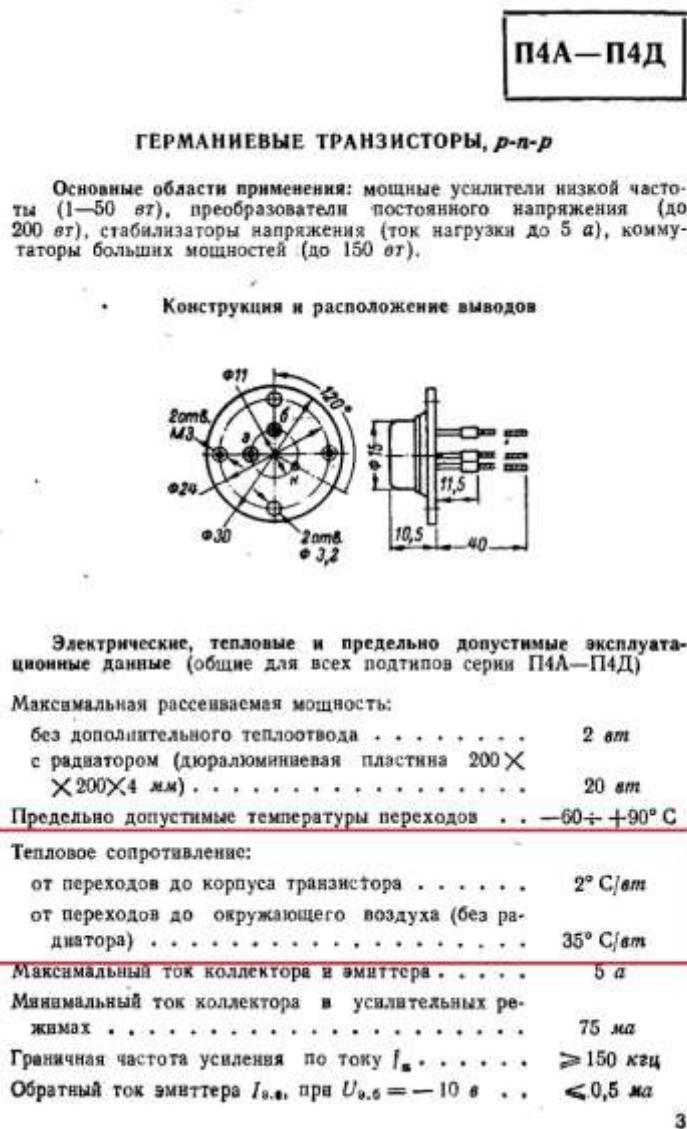 П4А—П4Д
ГЕРМАНИЕВЫЕ ТРАНЗИСТОРЫ, p-n-p
Основные области применения: мощные усилители низкой часто-
ты (1—50 вт), преобразователи постоянного напряжения (до
200 вт), стабилизаторы напряжения (ток нагрузки до 5 а), комму-
таторы больших мощностей (до 150 вт).
Конструкция и расположение выводов
Ф11
120°
2отв.
М3
б
э
к
Ф24
Ф30
2отв.
Ф 3,2
Ф15
11,5
10,5
40
Электрические, тепловые и предельно допустимые эксплуата-
ционные данные (общие для всех подтипов серии П4А—П4Д)
Максимальная рассеиваемая мощность:
без дополнительного теплоотвода . . . . . . . . 2 вт
с радиатором (дюралюминиевая пластина 200×
×200×4 мм) . . . . . . . . . . . . . . . . 20 вт
Предельно допустимые температуры переходов . . —60÷ +90° С
Тепловое сопротивление:
от переходов до корпуса транзистора . . . . . . 2° С/вт
от переходов до окружающего воздуха (без ра-
диатора) . . . . . . . . . . . . . . . . . . 35° С/вт
Максимальный ток коллектора и эмиттера . . . . . 5 а
Минимальный ток коллектора в усилительных ре-
жимах . . . . . . . . . . . . . . . . . . . . 75 ма
Граничная частота усиления по току f . . . . . . ⩾150 кгц
Обратный ток эмиттера Iэ.о, при Uэ.б = — 10 в . . ⩽0,5 ма
3